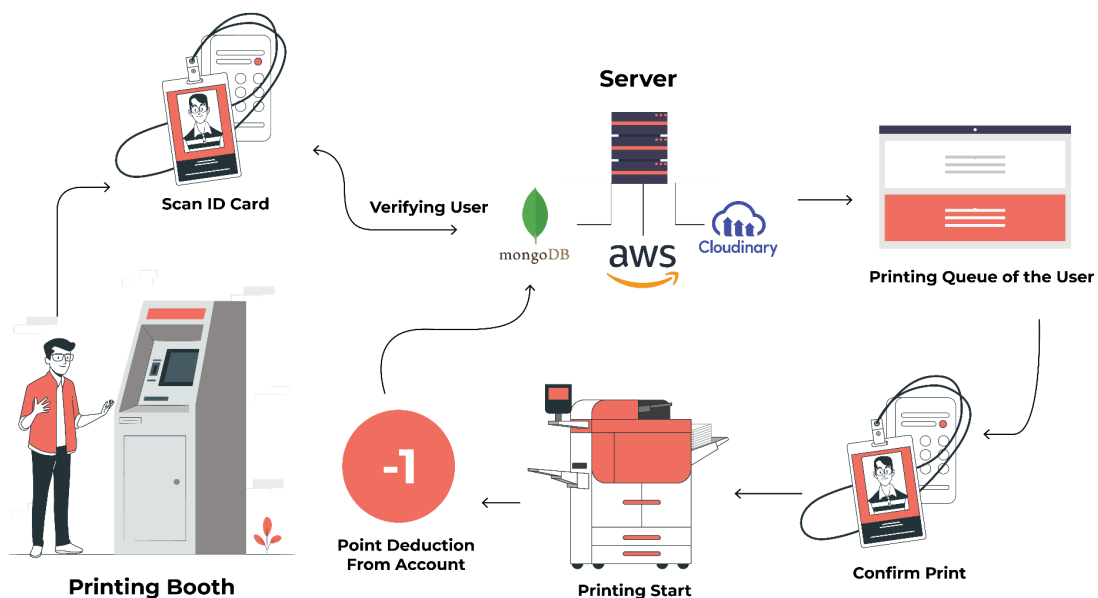 Server
Scan ID Card
Verifying User
mongoDB
aws
Cloudinary
Printing Queue of the User
-1
Point Deduction
From Account
Printing Start
Confirm Print
Printing Booth